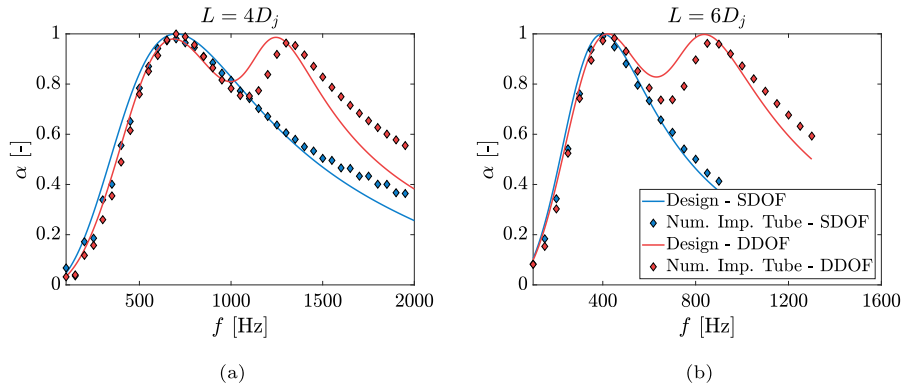 L = 4D_j
α [-]
1
0.8
0.6
0.4
0.2
0
500
1000
1500
2000
f [Hz]
(a)
L = 6D_j
α [-]
1
0.8
0.6
0.4
0.2
0
Design - SDOF
Num. Imp. Tube - SDOF
Design - DDOF
Num. Imp. Tube - DDOF
400
800
1200
1600
f [Hz]
(b)